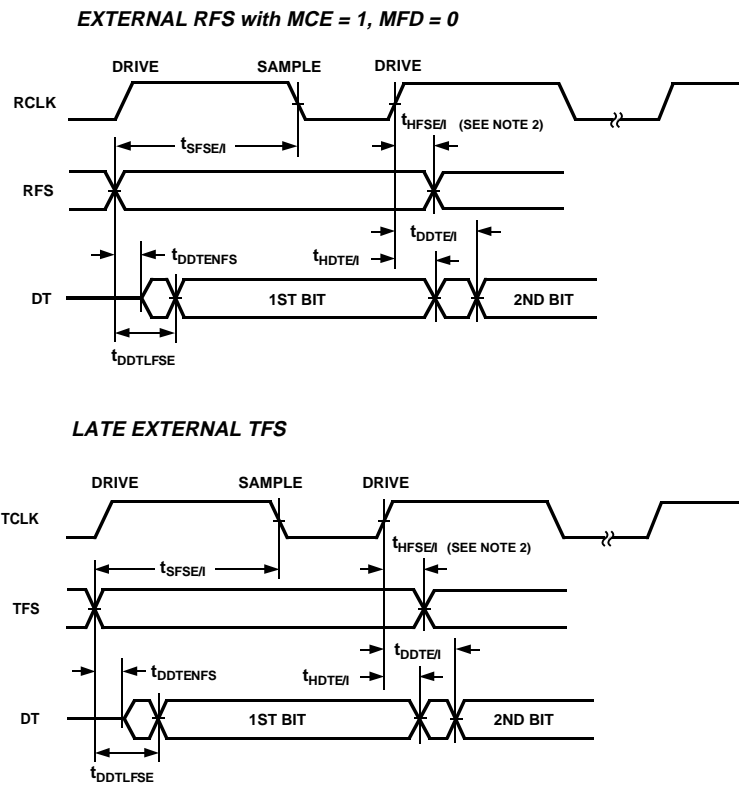 EXTERNAL RFS with MCE = 1, MFD = 0
DRIVE SAMPLE DRIVE
RCLK
tHFSE/I (SEE NOTE 2)
tSFSE/I
RFS
tDDTE/I
tDDTENFS
tHDTE/I
DT 1ST BIT 2ND BIT
tDDTLFSE
LATE EXTERNAL TFS
DRIVE SAMPLE DRIVE
TCLK
tHFSE/I (SEE NOTE 2)
tSFSE/I
TFS
tDDTE/I
tDDTENFS
tHDTE/I
DT 1ST BIT 2ND BIT
tDDTLFSE